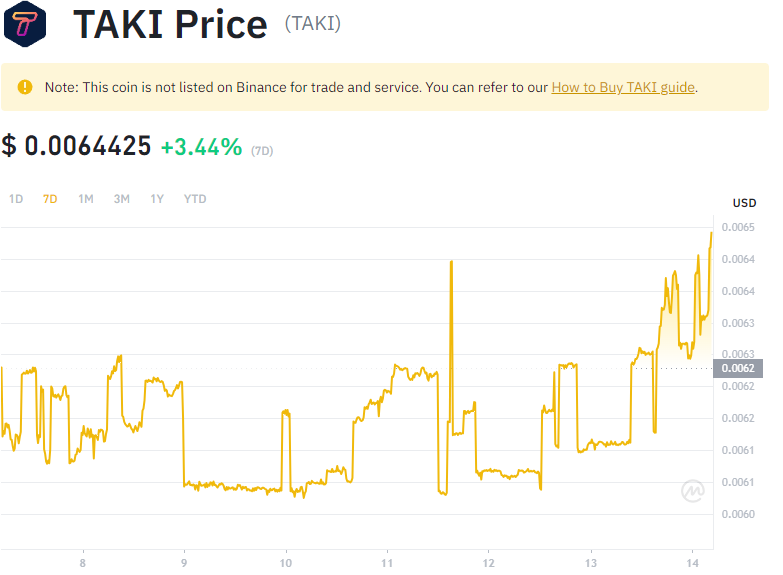 TAKI Price (TAKI)
Note: This coin is not listed on Binance for trade and service. You can refer to our How to Buy TAKI guide.
$ 0.0064425 +3.44% (7D)
1D 7D 1M 3M 1Y YTD
USD
0.0065
0.0064
0.0064
0.0063
0.0063
0.0062
0.0062
0.0062
0.0061
0.0061
0.0060
8 9 10 11 12 13 14